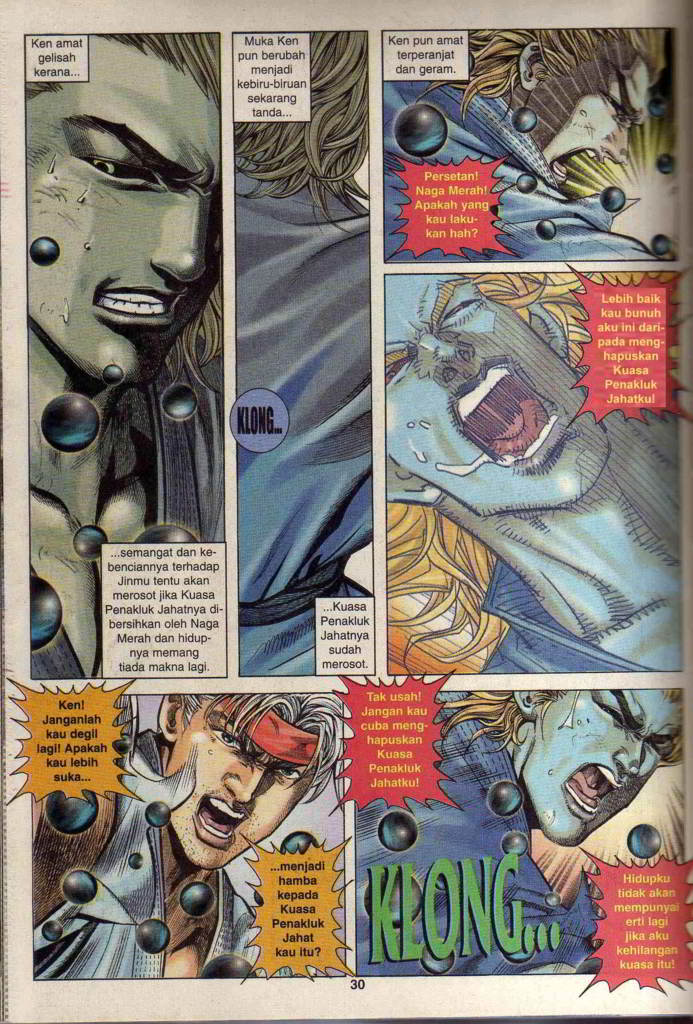 Ken amat
gelisah
kerana...
Muka Ken
pun berubah
menjadi
kebiru-biruan
sekarang
tanda...
Ken pun amat
terperanjat
dan geram.
Persetan!
Naga Merah!
Apakah yang
kau laku-
kan hah?
Lebih baik
kau bunuh
aku ini dari-
pada meng-
hapuskan
Kuasa
Penakluk
Jahatku!
KLONG...
...semangat dan ke-
benciannya terhadap
Jinmu tentu akan
merosot jika Kuasa
Penakluk Jahatnya di-
bersihkan oleh Naga
Merah dan hidup-
nya memang
tiada makna lagi.
...Kuasa
Penakluk
Jahatnya
sudah
merosot.
Ken!
Janganlah
kau degil
lagi! Apakah
kau lebih
suka...
...menjadi
hamba
kepada
Kuasa
Penakluk
Jahat
kau itu?
Tak usah!
Jangan kau
cuba meng-
hapuskan
Kuasa
Penakluk
Jahatku!
KLONG...
Hidupku
tidak akan
mempunyai
erti lagi
jika aku
kehilangan
kuasa itu!
30